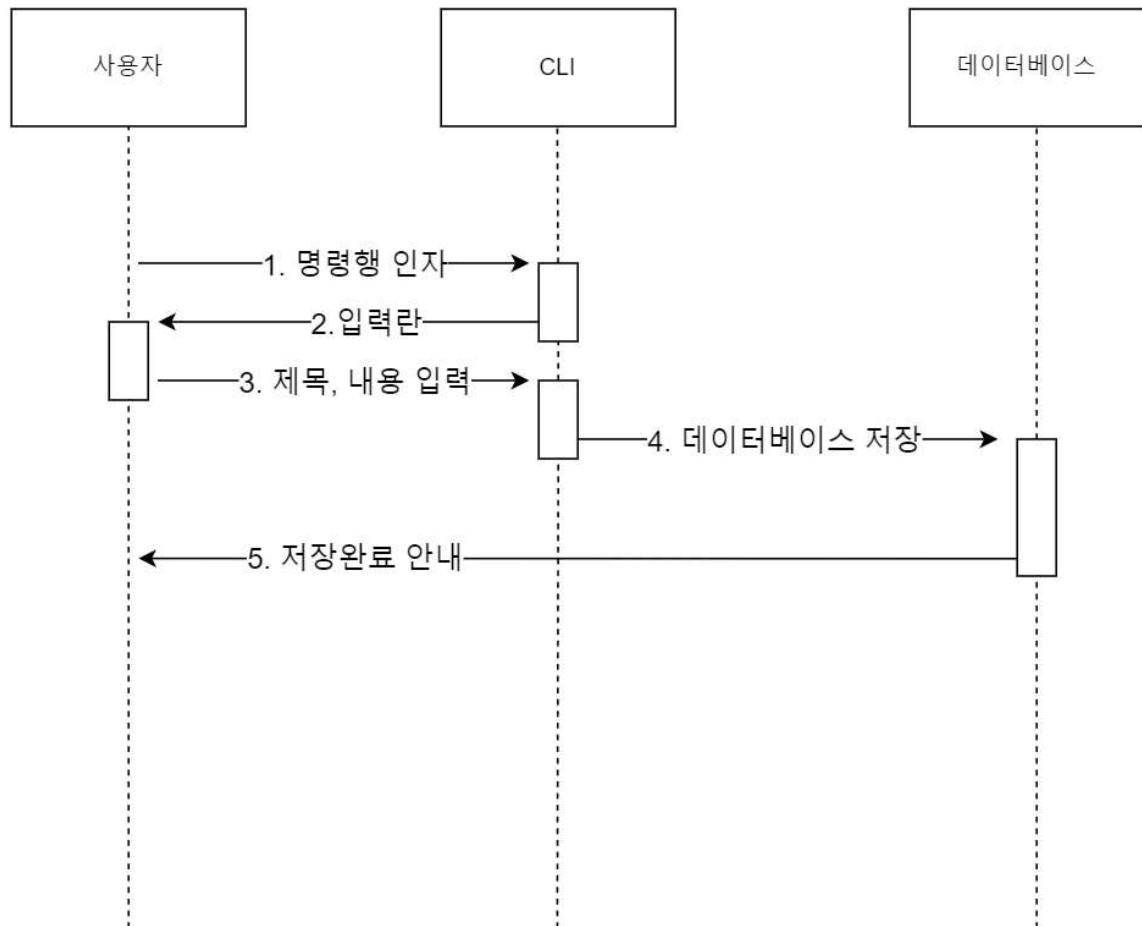 사용자
CLI
데이터베이스
1. 명령행 인자
2.입력란
3. 제목, 내용 입력
4. 데이터베이스 저장
5. 저장완료 안내